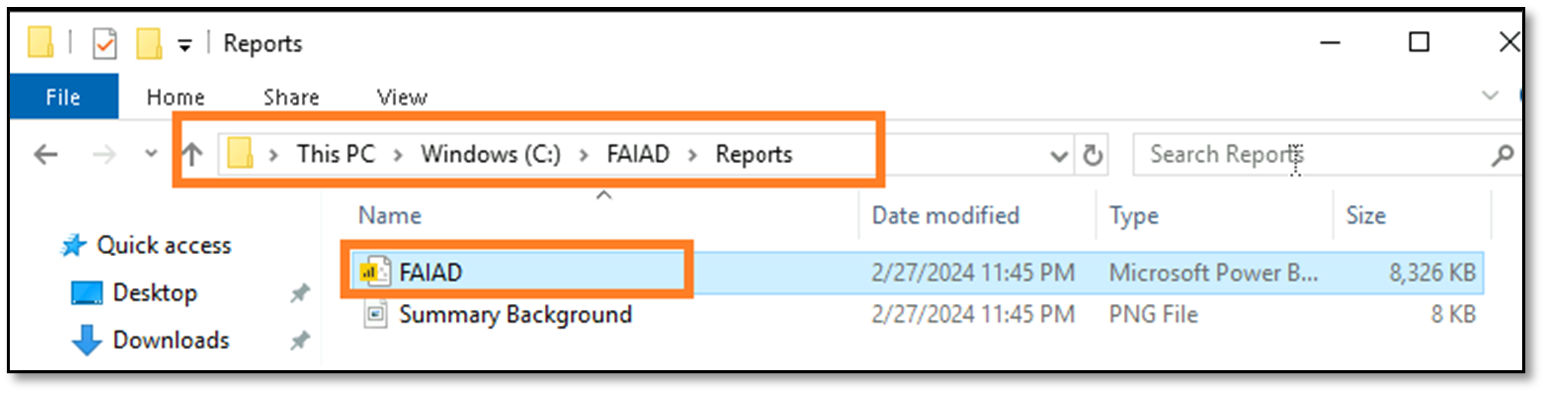 Reports
File Home Share View
This PC > Windows (C:) > FAIAD > Reports Search Reports
Name Date modified Type Size
Quick access
FAIAD 2/27/2024 11:45 PM Microsoft Power B... 8,326 KB
Desktop
Summary Background 2/27/2024 11:45 PM PNG File 8 KB
Downloads